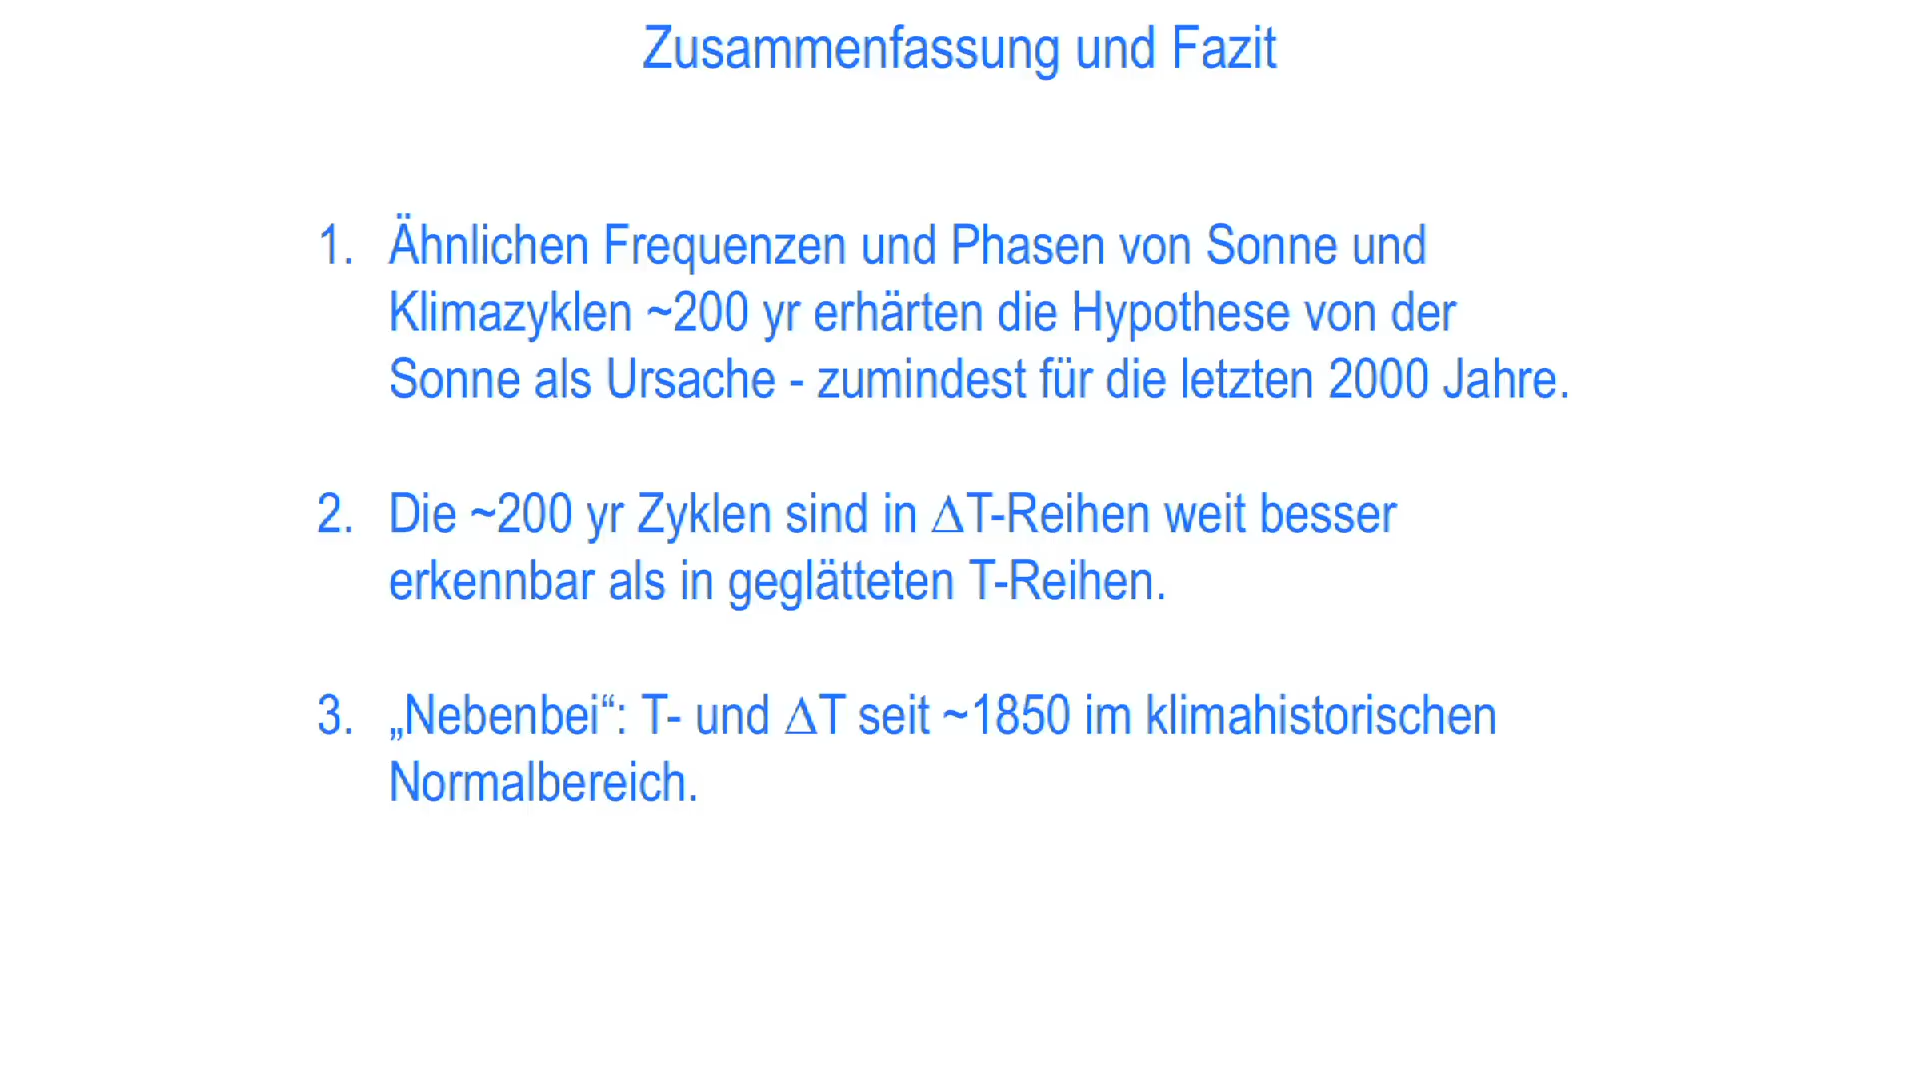 Zusammenfassung und Fazit
1. Ähnlichen Frequenzen und Phasen von Sonne und
Klimazyklen ~200 yr erhärten die Hypothese von der
Sonne als Ursache - zumindest für die letzten 2000 Jahre.
2. Die ~200 yr Zyklen sind in ΔT-Reihen weit besser
erkennbar als in geglätteten T-Reihen.
3. „Nebenbei“: T- und ΔT seit ~1850 im klimahistorischen
Normalbereich.